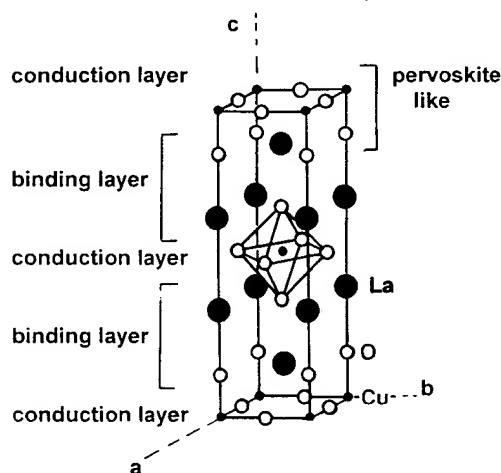 c
conduction layer
pervoskite
like
binding layer
conduction layer
La
binding layer
O
Cu
b
conduction layer
a